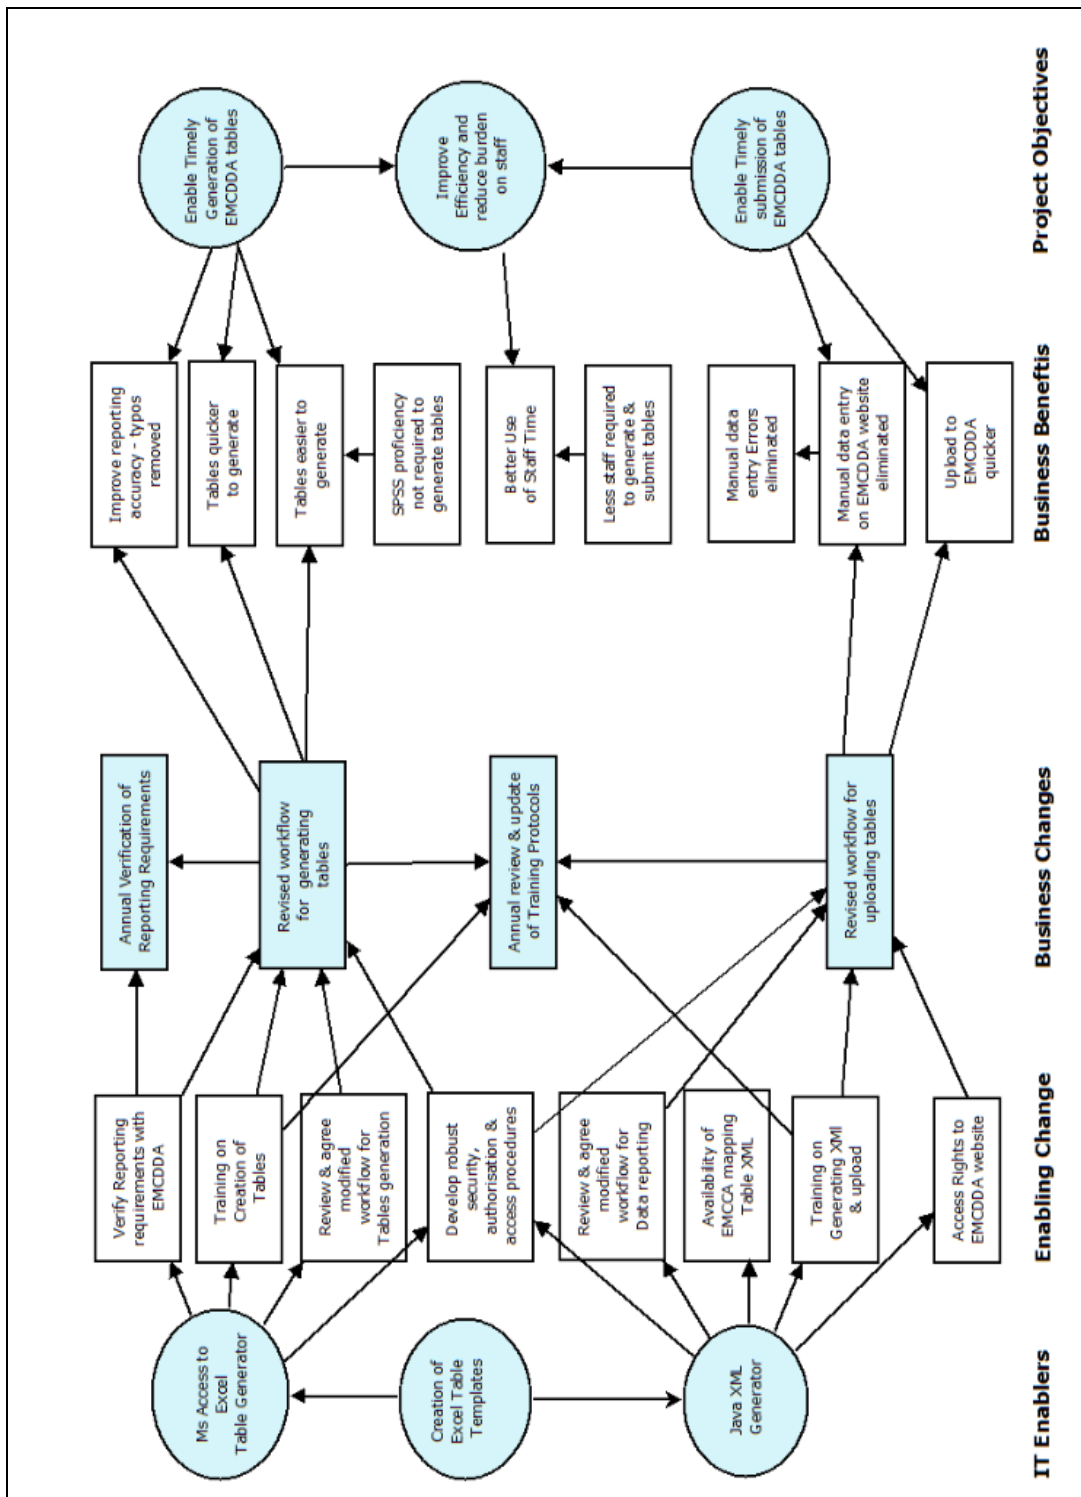 Ms Access to
Excel
Table Generator
Creation of
Excel Table
Templates
Java XML
Generator
IT Enablers
Verify Reporting
requirements with
EMCDDA
Training on
Creation of
Tables
Review & agree
modified
workflow for
Tables generation
Develop robust
security,
authorisation &
access procedures
Review & agree
modified
workflow for
Data reporting
Availability of
EMCCA mapping
Table XML
Training on
Generating XMl
& upload
Access Rights to
EMCDDA website
Enabling Change
Annual Verification of
Reporting Requirements
Revised workflow
for generating
tables
Annual review & update
of Training Protocols
Revised workflow for
uploading tables
Business Changes
Improve reporting
accuracy - typos
removed
Tables quicker
to generate
Tables easier to
generate
SPSS proficiency
not required to
generate tables
Better Use
of Staff Time
Less staff required
to generate &
submit tables
Manual data
entry Errors
eliminated
Manual data entry
on EMCDDA website
eliminated
Upload to
EMCDDA
quicker
Business Beneftis
Enable Timely
Generation of
EMCDDA tables
Improve
Efficiency and
reduce burden
on staff
Enable Timely
submission of
EMCDDA tables
Project Objectives